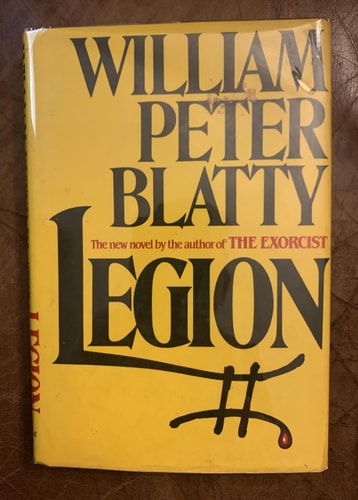 WILLIAM
PETER
BLATTY
The new novel by the author of THE EXORCIST
LEGION
LEGION